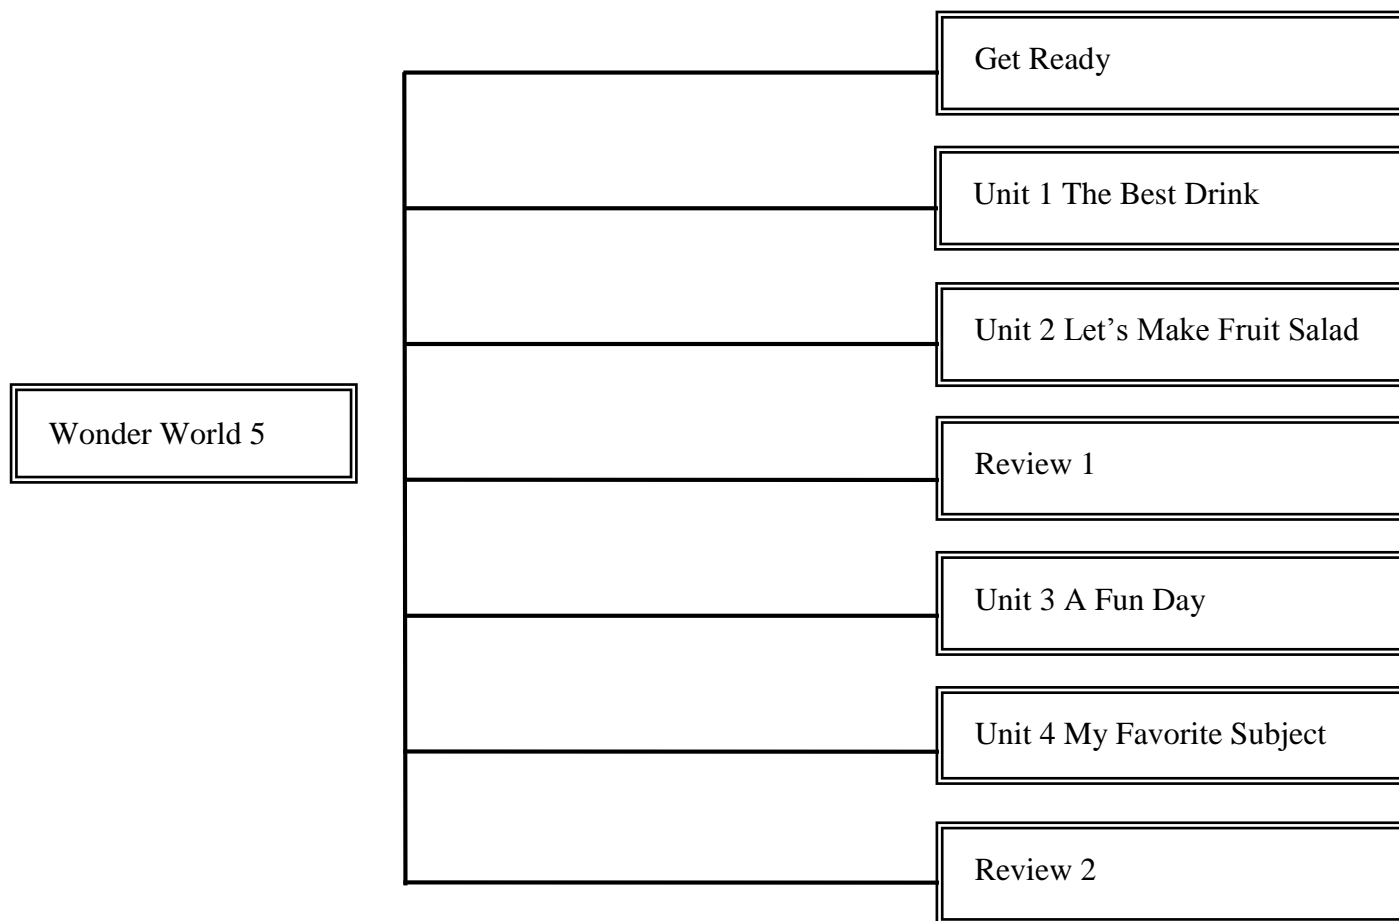 Get Ready
Unit 1 The Best Drink
Unit 2 Let’s Make Fruit Salad
Wonder World 5
Review 1
Unit 3 A Fun Day
Unit 4 My Favorite Subject
Review 2